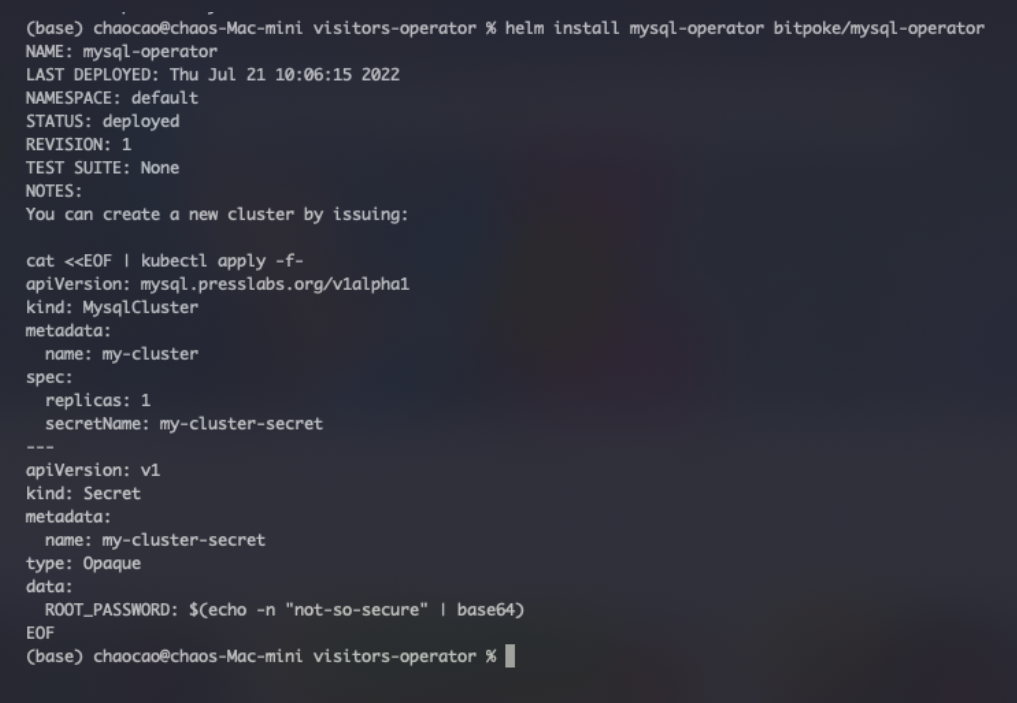 (base) chaocao@chaos-Mac-mini visitors-operator % helm install mysql-operator bitpoke/mysql-operator
NAME: mysql-operator
LAST DEPLOYED: Thu Jul 21 10:06:15 2022
NAMESPACE: default
STATUS: deployed
REVISION: 1
TEST SUITE: None
NOTES:
You can create a new cluster by issuing:

cat <<EOF | kubectl apply -f-
apiVersion: mysql.presslabs.org/v1alpha1
kind: MysqlCluster
metadata:
  name: my-cluster
spec:
  replicas: 1
  secretName: my-cluster-secret
---
apiVersion: v1
kind: Secret
metadata:
  name: my-cluster-secret
type: Opaque
data:
  ROOT_PASSWORD: $(echo -n "not-so-secure" | base64)
EOF
(base) chaocao@chaos-Mac-mini visitors-operator %